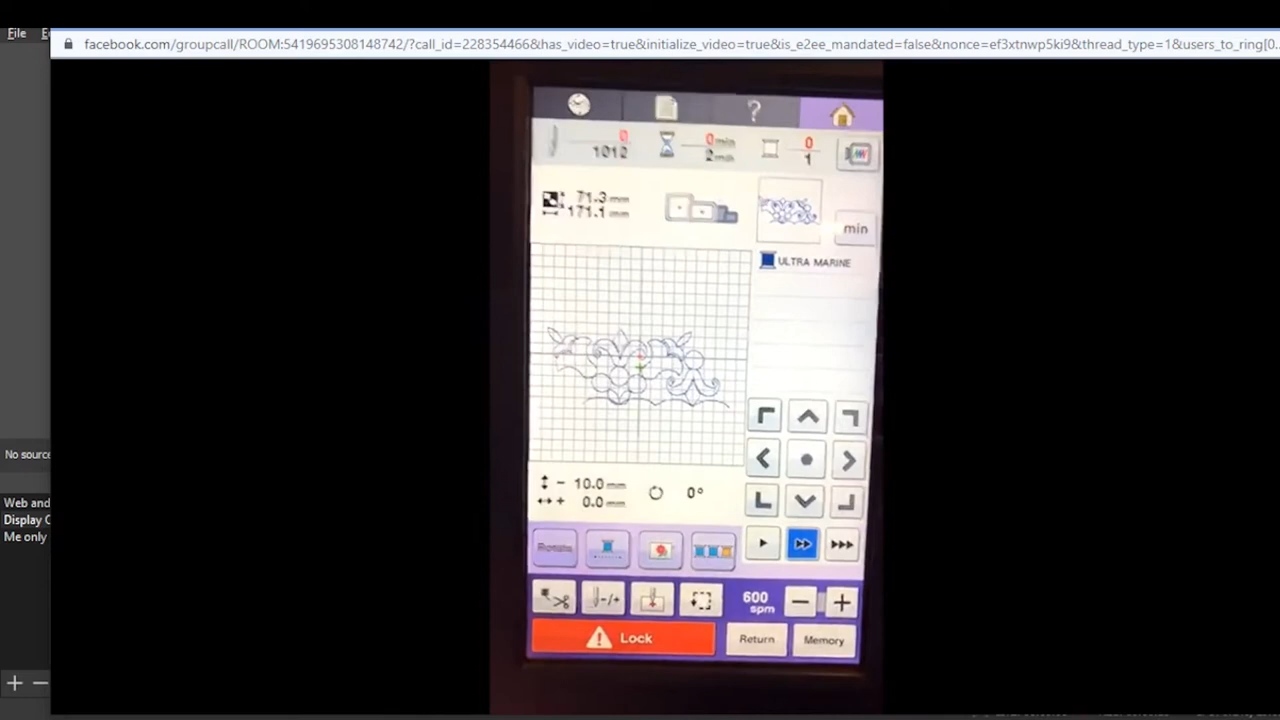 File
facebook.com/groupcall/ROOM:5419695308148742/?call_id=228354466&has_video=true&initialize_video=true&is_e2ee_mandated=false&nonce=ef3xtnwp5ki9&thread_type=1&users_to_ring[0...
?
0
1012
0 min
2 min
0
1
71.3 mm
171.1 mm
min
ULTRA MARINE
No source
Web and
Display C
Me only
- 10.0 mm
+ 0.0 mm
0°
-/+
600
spm
Lock
Return
Memory